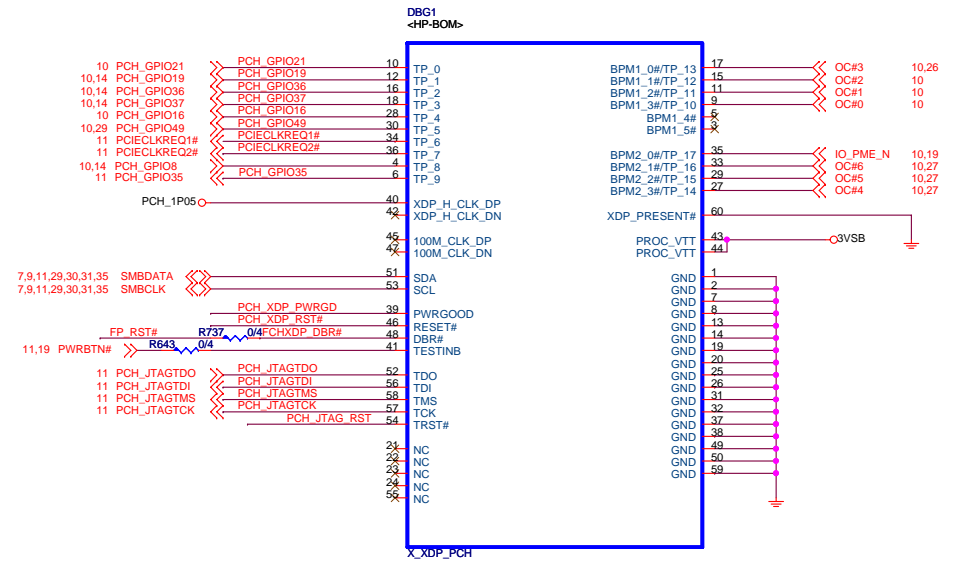 DBG1
<HP-BOM>
10 PCH_GPIO21 PCH_GPIO21 10 TP_0 BPM1_0#/TP_13 17 OC#3 10,26
10,14 PCH_GPIO19 PCH_GPIO19 12 TP_1 BPM1_1#/TP_12 15 OC#2 10
10,14 PCH_GPIO36 PCH_GPIO36 16 TP_2 BPM1_2#/TP_11 11 OC#1 10
10,14 PCH_GPIO37 PCH_GPIO37 18 TP_3 BPM1_3#/TP_10 9 OC#0 10
10 PCH_GPIO16 PCH_GPIO16 28 TP_4 BPM1_4# 5
10,29 PCH_GPIO49 PCH_GPIO49 30 TP_5 BPM1_5# 3
11 PCIECLKREQ1# PCIECLKREQ1# 34 TP_6
11 PCIECLKREQ2# PCIECLKREQ2# 36 TP_7 BPM2_0#/TP_17 35 IO_PME_N 10,19
10,14 PCH_GPIO8 4 TP_8 BPM2_1#/TP_16 33 OC#6 10,27
11 PCH_GPIO35 PCH_GPIO35 6 TP_9 BPM2_2#/TP_15 29 OC#5 10,27
BPM2_3#/TP_14 27 OC#4 10,27
PCH_1P05 40 XDP_H_CLK_DP
42 XDP_H_CLK_DN XDP_PRESENT# 60
45 100M_CLK_DP PROC_VTT 43 3VSB
47 100M_CLK_DN PROC_VTT 44
7,9,11,29,30,31,35 SMBDATA 51 SDA GND 1
7,9,11,29,30,31,35 SMBCLK 53 SCL GND 2
GND 7
PCH_XDP_PWRGD 39 PWRGOOD GND 8
PCH_XDP_RST# 46 RESET# GND 13
FP_RST# R737 0/4 FCHXDP_DBR# 48 DBR# GND 14
11,19 PWRBTN# R643 0/4 41 TESTINB GND 19
GND 20
11 PCH_JTAGTDO PCH_JTAGTDO 52 TDO GND 25
11 PCH_JTAGTDI PCH_JTAGTDI 56 TDI GND 26
11 PCH_JTAGTMS PCH_JTAGTMS 58 TMS GND 31
11 PCH_JTAGTCK PCH_JTAGTCK 57 TCK GND 32
PCH_JTAG_RST 54 TRST# GND 37
GND 38
21 NC GND 49
22 NC GND 50
23 NC GND 59
24 NC
55 NC
X_XDP_PCH